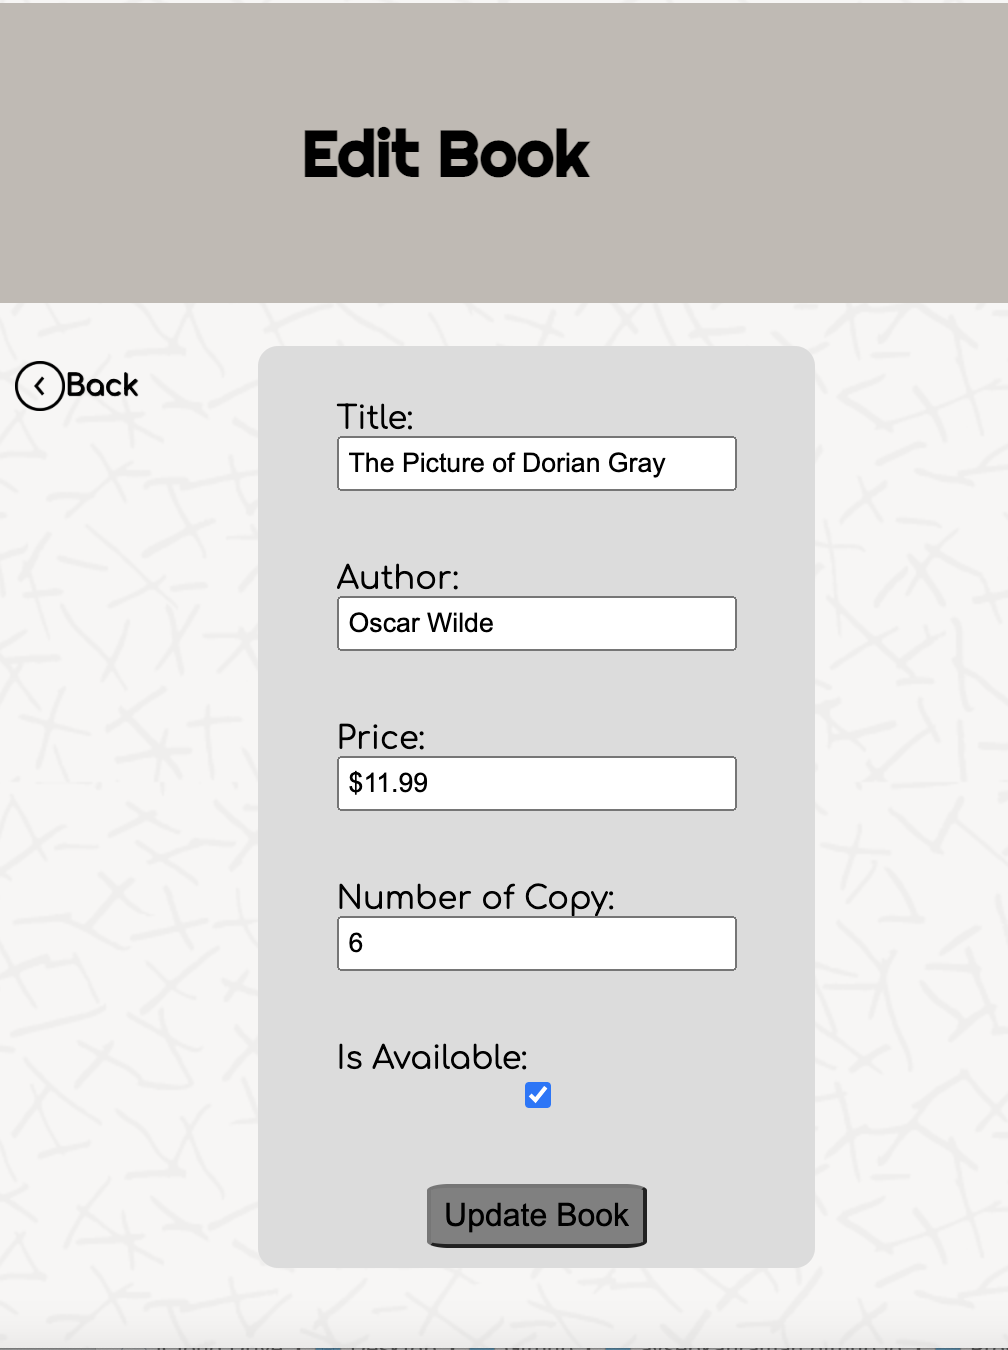 Edit Book
Back
Title:
The Picture of Dorian Gray
Author:
Oscar Wilde
Price:
$11.99
Number of Copy:
6
Is Available:
Update Book